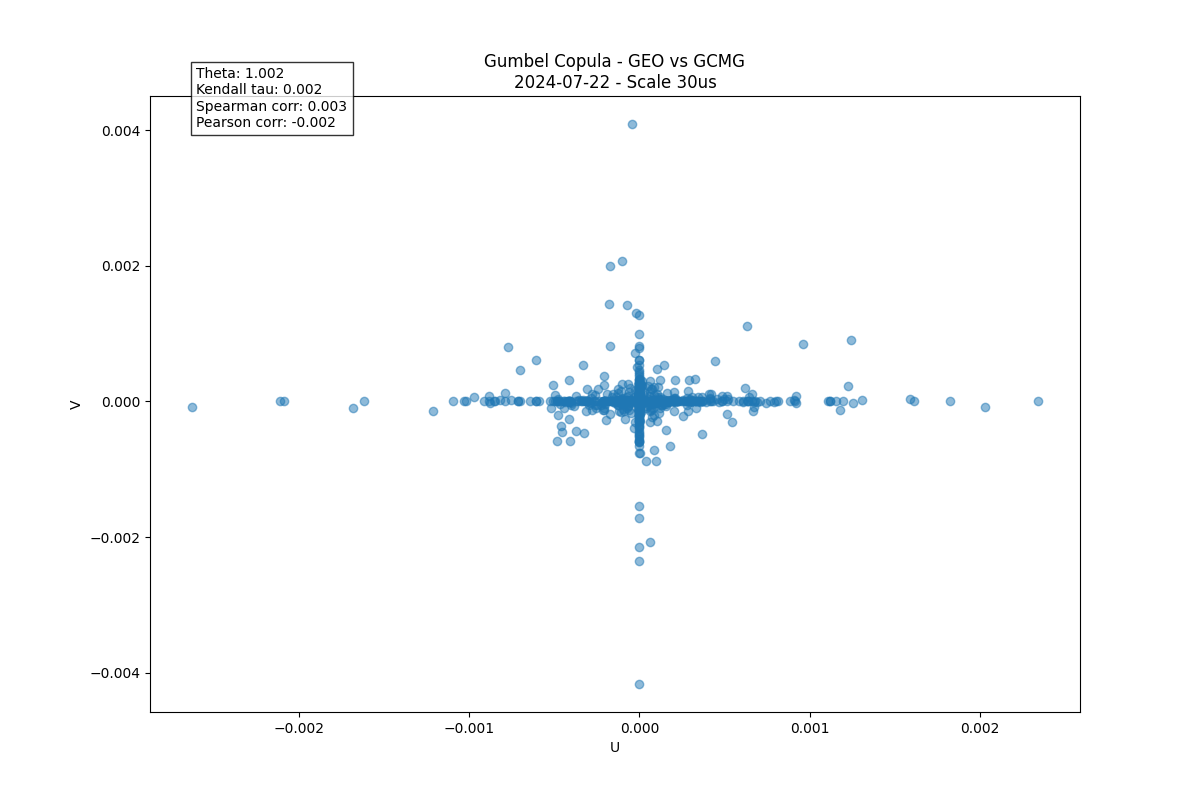 Gumbel Copula - GEO vs GCMG
2024-07-22 - Scale 30us
Theta: 1.002
Kendall tau: 0.002
Spearman corr: 0.003
Pearson corr: -0.002
0.004
0.002
0.000
−0.002
−0.004
V
−0.002
−0.001
0.000
0.001
0.002
U